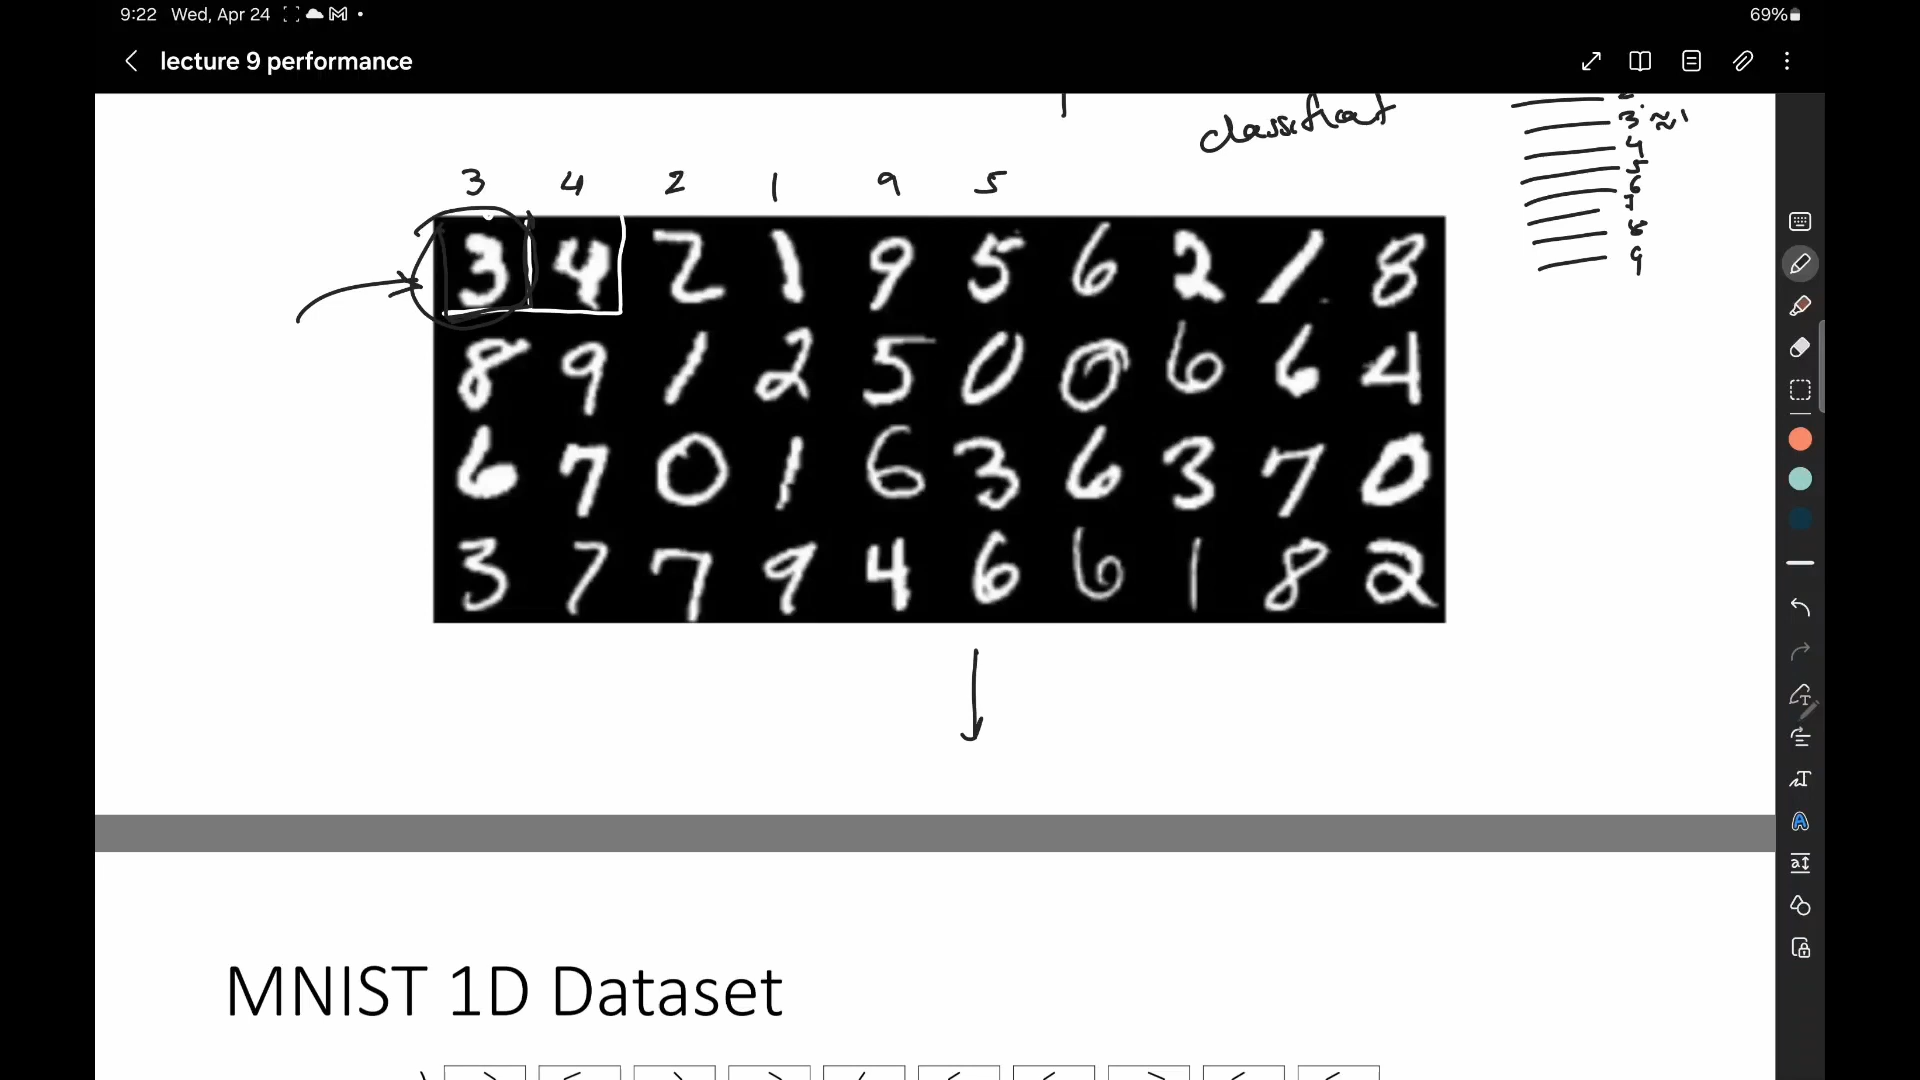 9:22 Wed, Apr 24
69%
lecture 9 performance
classificat
3 ≈1
4
5
6
7
8
9
3 4 2 1 9 5
3 4 2 1 9 5 6 2 1 8
8 9 1 2 5 0 0 6 6 4
6 7 0 1 6 3 6 3 7 0
3 7 7 9 4 6 6 1 8 2
MNIST 1D Dataset